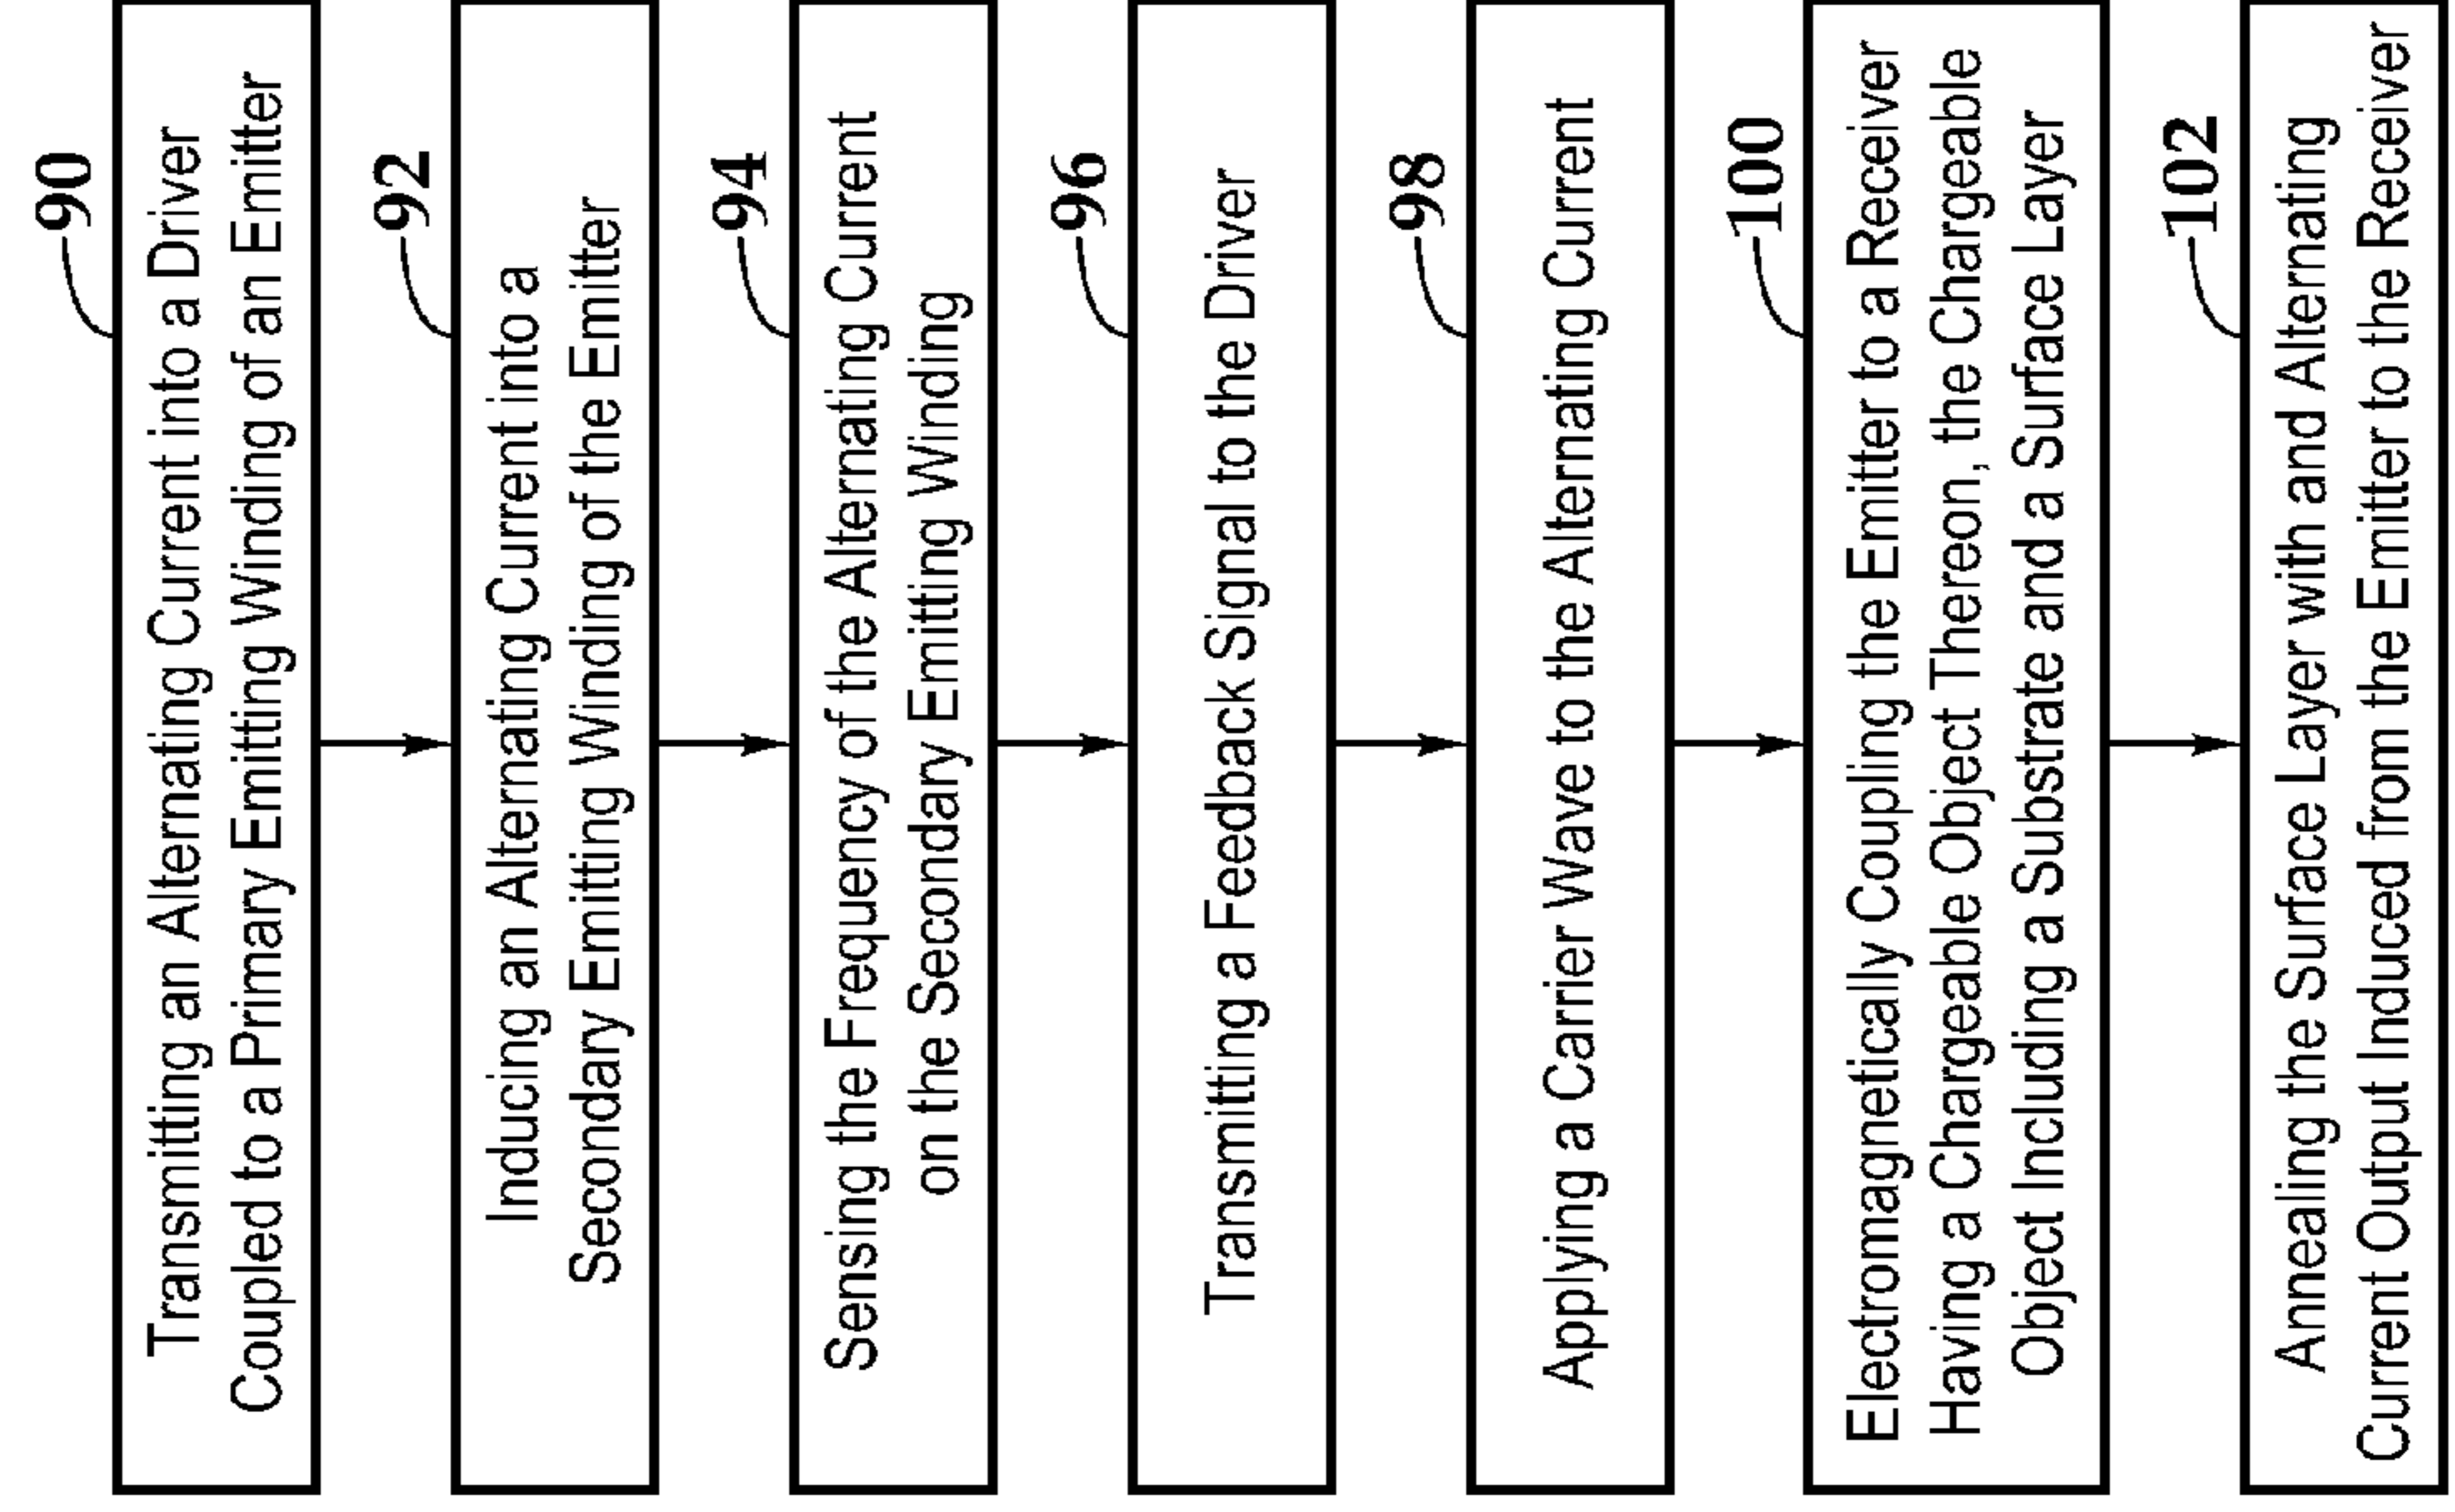 90
Transmitting an Alternating Current into a Driver
Coupled to a Primary Emitting Winding of an Emitter
92
Inducing an Alternating Current into a
Secondary Emitting Winding of the Emitter
94
Sensing the Frequency of the Alternating Current
on the Secondary Emitting Winding
96
Transmitting a Feedback Signal to the Driver
98
Applying a Carrier Wave to the Alternating Current
100
Electromagnetically Coupling the Emitter to a Receiver
Having a Chargeable Object Thereon, the Chargeable
Object Including a Substrate and a Surface Layer
102
Annealing the Surface Layer with and Alternating
Current Output Induced from the Emitter to the Receiver